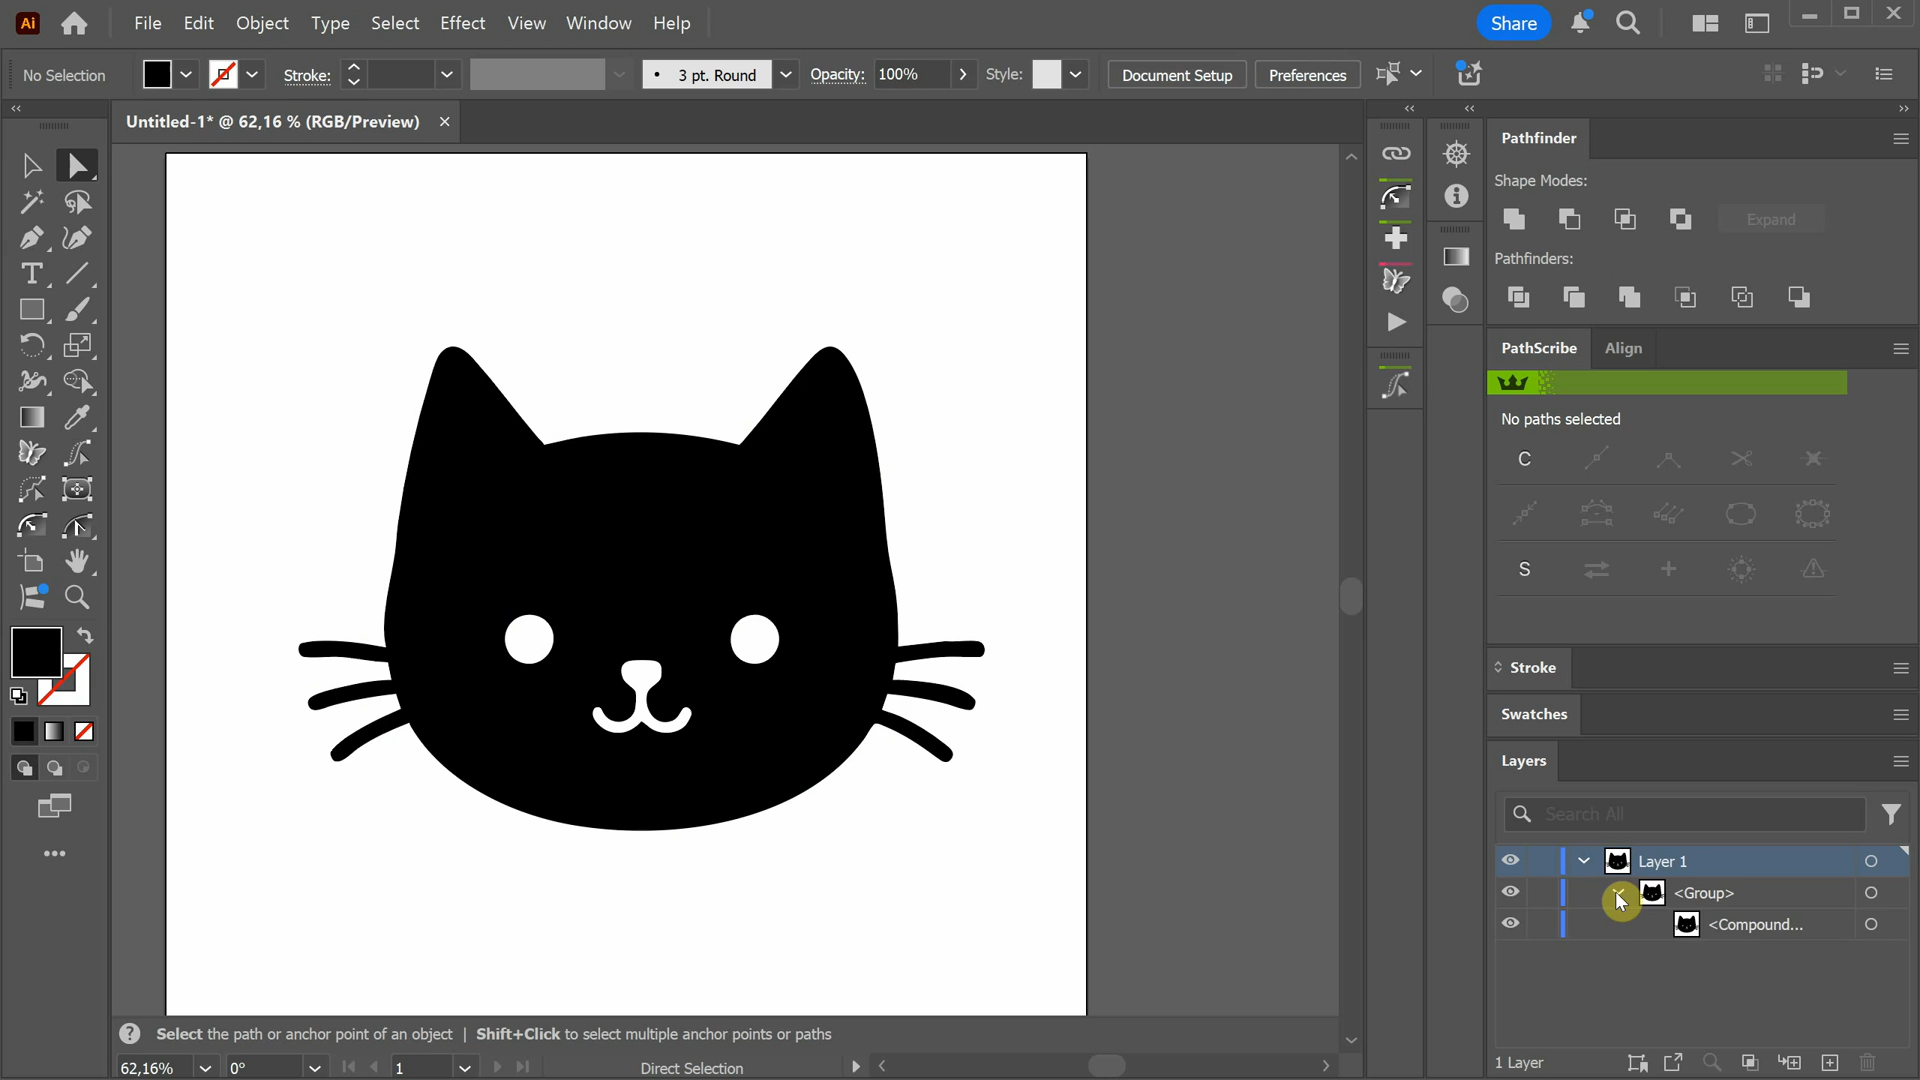 Ai File Edit Object Type Select Effect View Window Help Share
No Selection Stroke: 3 pt. Round Opacity: 100% Style: Document Setup Preferences
Untitled-1* @ 62,16 % (RGB/Preview)
Pathfinder
Shape Modes:
Expand
Pathfinders:
PathScribe Align
No paths selected
C
S
Stroke
Swatches
Layers
Search All
Layer 1
<Group>
<Compound...
Select the path or anchor point of an object | Shift+Click to select multiple anchor points or paths
62,16% 0° 1 Direct Selection
1 Layer